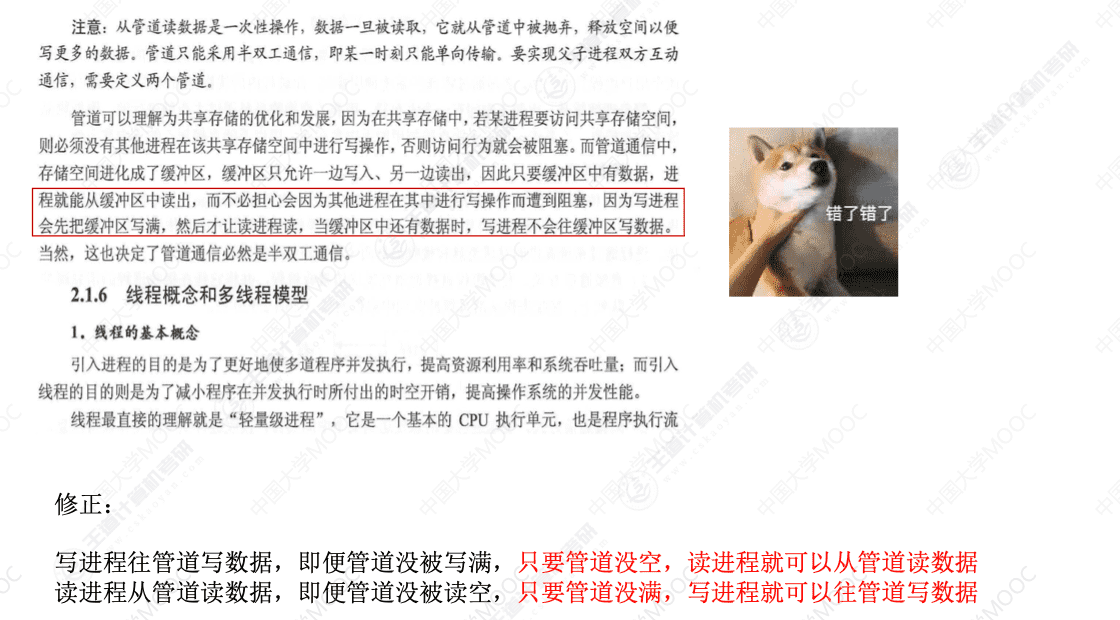 注意：从管道读数据是一次性操作，数据一旦被读取，它就从管道中被抛弃，释放空间以便
写更多的数据。管道只能采用半双工通信，即某一时刻只能单向传输。要实现父子进程双方互动
通信，需要定义两个管道。
管道可以理解为共享存储的优化和发展，因为在共享存储中，若某进程要访问共享存储空间，
则必须没有其他进程在该共享存储空间中进行写操作，否则访问行为就会被阻塞。而管道通信中，
存储空间进化成了缓冲区，缓冲区只允许一边写入、另一边读出，因此只要缓冲区中有数据，进
程就能从缓冲区中读出，而不必担心会因为其他进程在其中进行写操作而遭到阻塞，因为写进程
会先把缓冲区写满，然后才让读进程读，当缓冲区中还有数据时，写进程不会往缓冲区写数据。
当然，这也决定了管道通信必然是半双工通信。
错了错了
2.1.6 线程概念和多线程模型
1．线程的基本概念
引入进程的目的是为了更好地使多道程序并发执行，提高资源利用率和系统吞吐量；而引入
线程的目的则是为了减小程序在并发执行时所付出的时空开销，提高操作系统的并发性能。
线程最直接的理解就是“轻量级进程”，它是一个基本的 CPU 执行单元，也是程序执行流
修正：
写进程往管道写数据，即便管道没被写满，只要管道没空，读进程就可以从管道读数据
读进程从管道读数据，即便管道没被读空，只要管道没满，写进程就可以往管道写数据